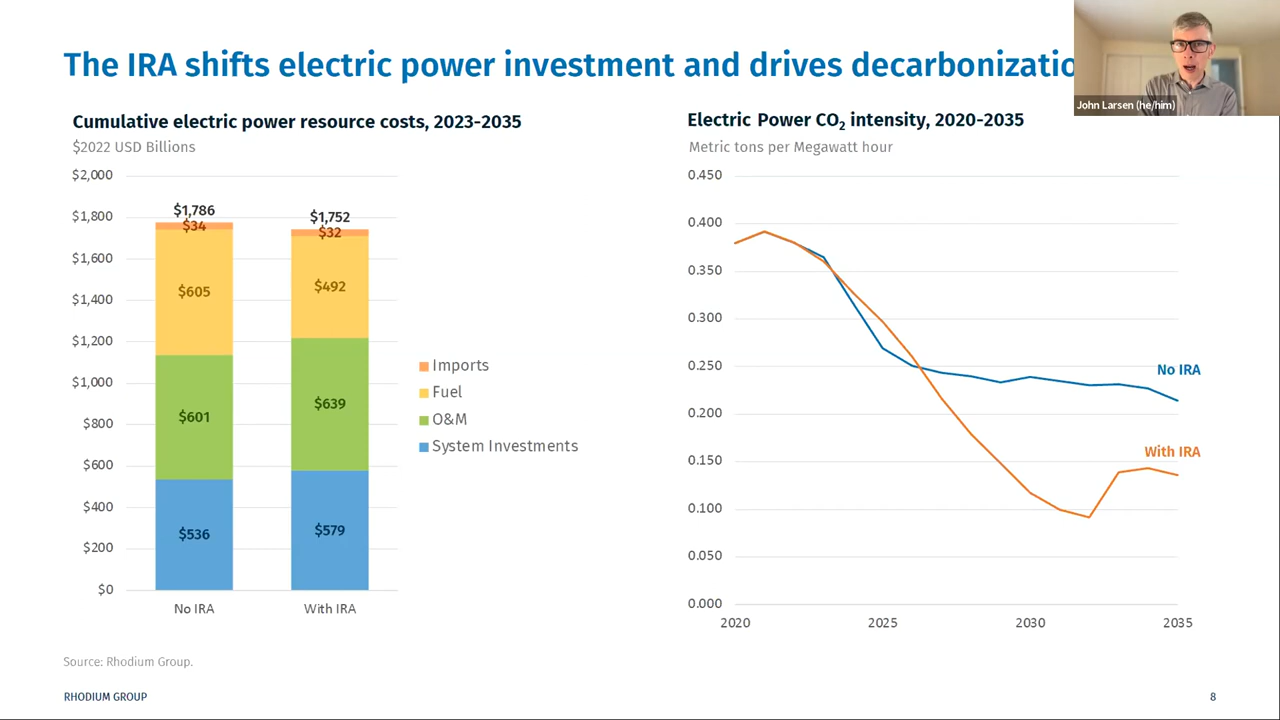 The IRA shifts electric power investment and drives decarbonizatio
John Larsen (he/him)
Cumulative electric power resource costs, 2023-2035
$2022 USD Billions
$2,000
$1,800
$1,600
$1,400
$1,200
$1,000
$800
$600
$400
$200
$0
$1,786
$34
$605
$601
$536
$1,752
$32
$492
$639
$579
No IRA
With IRA
Imports
Fuel
O&M
System Investments
Electric Power CO₂ intensity, 2020-2035
Metric tons per Megawatt hour
0.450
0.400
0.350
0.300
0.250
0.200
0.150
0.100
0.050
0.000
No IRA
With IRA
2020
2025
2030
2035
Source: Rhodium Group.
RHODIUM GROUP
8